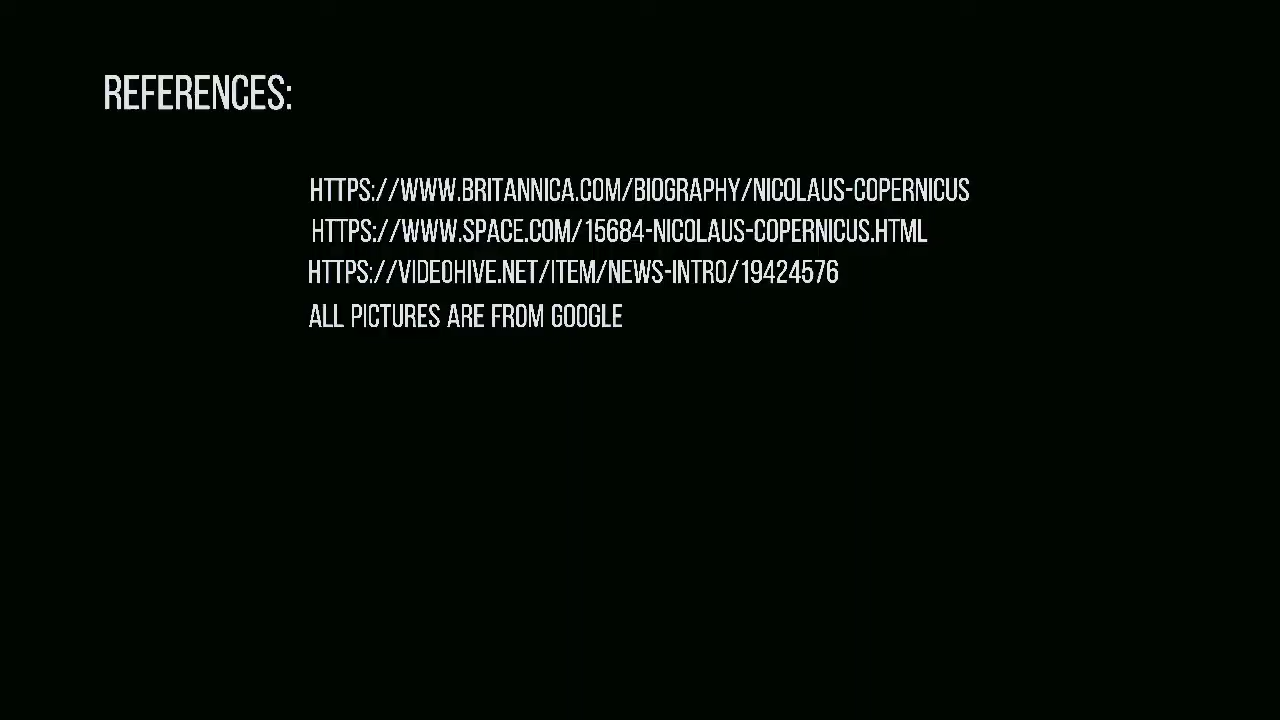 REFERENCES:
HTTPS://WWW.BRITANNICA.COM/BIOGRAPHY/NICOLAUS-COPERNICUS
HTTPS://WWW.SPACE.COM/15684-NICOLAUS-COPERNICUS.HTML
HTTPS://VIDEOHIVE.NET/ITEM/NEWS-INTRO/19424576
ALL PICTURES ARE FROM GOOGLE